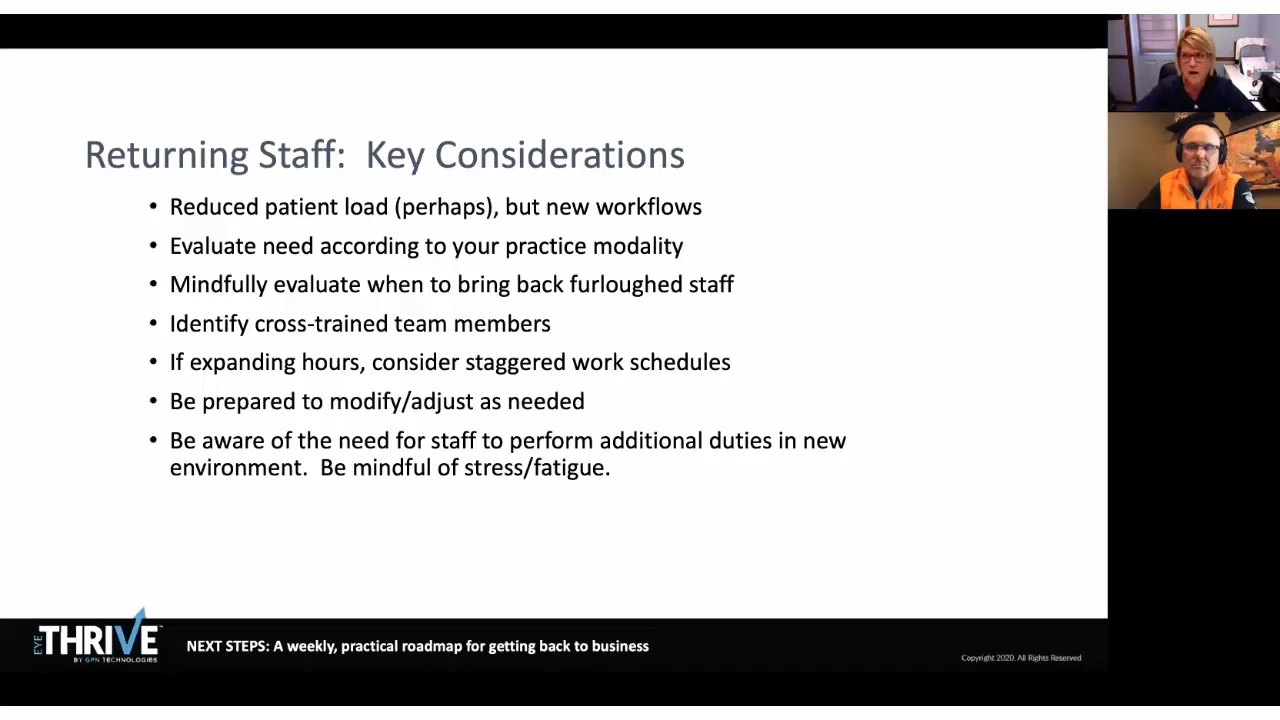 Returning Staff:  Key Considerations
• Reduced patient load (perhaps), but new workflows
• Evaluate need according to your practice modality
• Mindfully evaluate when to bring back furloughed staff
• Identify cross-trained team members
• If expanding hours, consider staggered work schedules
• Be prepared to modify/adjust as needed
• Be aware of the need for staff to perform additional duties in new
environment.  Be mindful of stress/fatigue.
EYE THRIVE™
BY GPN TECHNOLOGIES
NEXT STEPS: A weekly, practical roadmap for getting back to business
Copyright 2020. All Rights Reserved